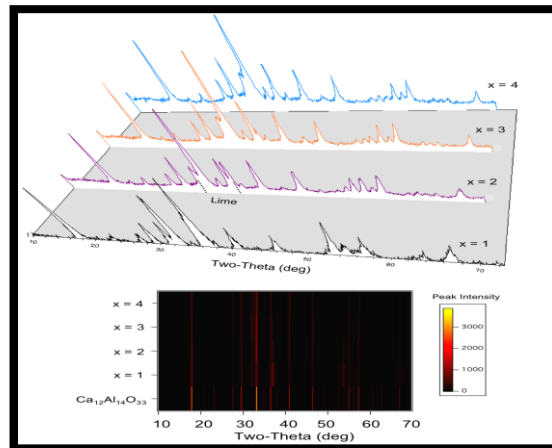 x = 4
x = 3
x = 2
Lime
x = 1
10
20
30
40
50
60
70
Two-Theta (deg)
Peak Intensity
x = 4
3000
x = 3
2000
x = 2
1000
x = 1
0
Ca₁₂Al₁₄O₃₃
10 20 30 40 50 60 70
Two-Theta (deg)